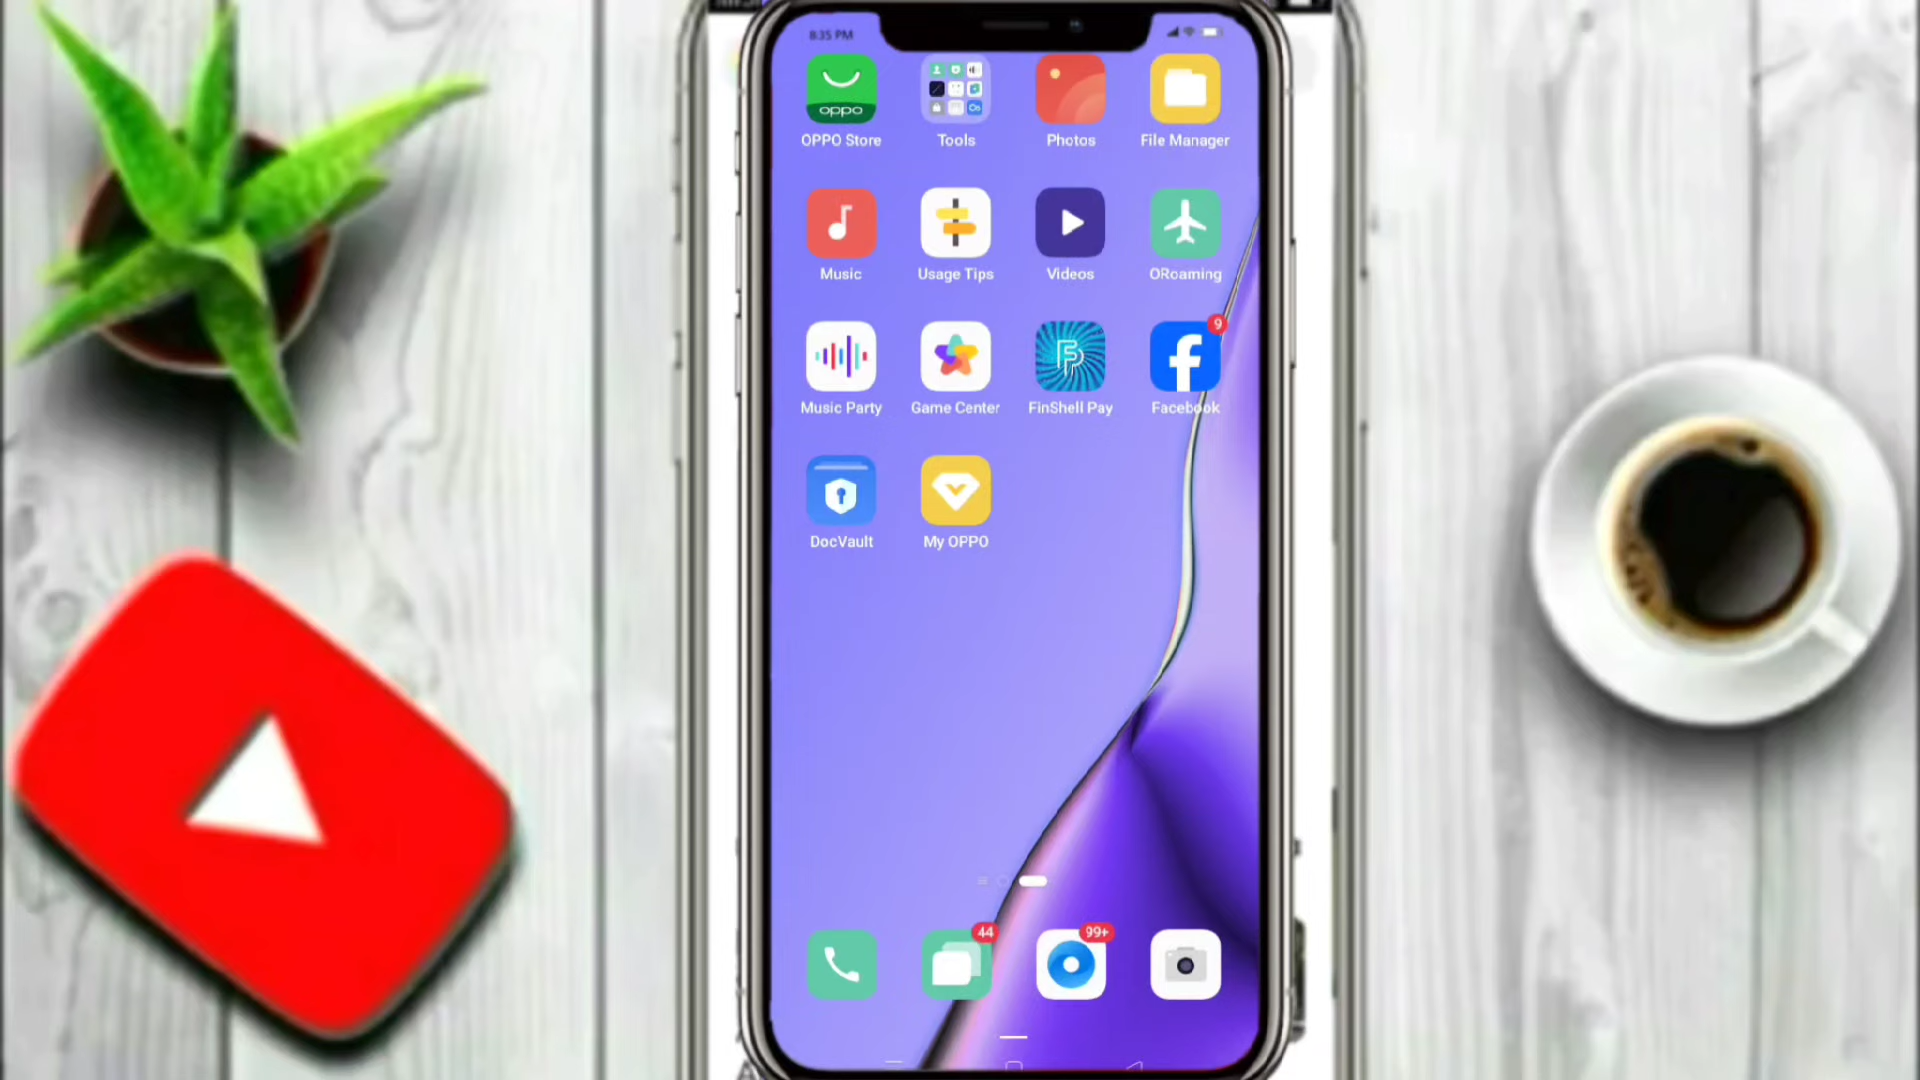 8:35 PM
OPPO
OPPO Store
Tools
Photos
File Manager
Music
Usage Tips
Videos
ORoaming
9
Music Party
Game Center
FinShell Pay
Facebook
DocVault
My OPPO
44
99+